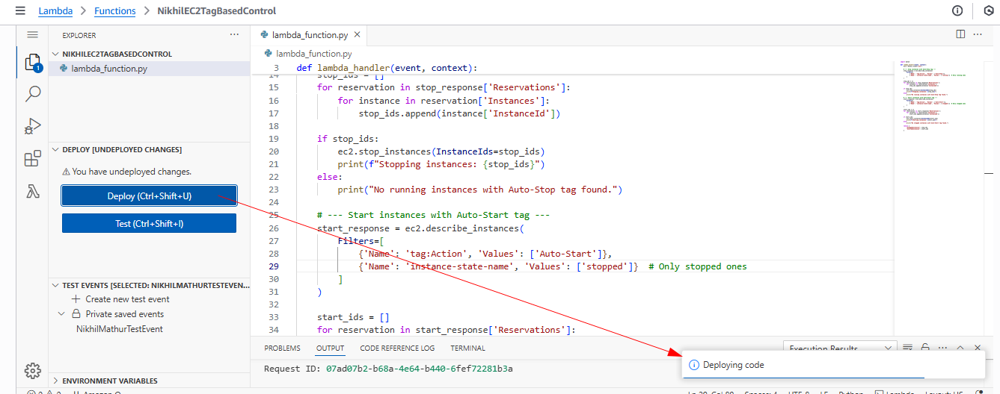 Lambda > Functions > NikhilEC2TagBasedControl
EXPLORER
NIKHILEC2TAGBASEDCONTROL
lambda_function.py
1
DEPLOY [UNDEPLOYED CHANGES]
You have undeployed changes.
Deploy (Ctrl+Shift+U)
Test (Ctrl+Shift+I)
TEST EVENTS [SELECTED: NIKHILMATHURTESTEVEN...
Create new test event
Private saved events
NikhilMathurTestEvent
ENVIRONMENT VARIABLES
lambda_function.py
lambda_function.py
3 def lambda_handler(event, context):
14 stop_ids = []
15 for reservation in stop_response['Reservations']:
16 for instance in reservation['Instances']:
17 stop_ids.append(instance['InstanceId'])
18
19 if stop_ids:
20 ec2.stop_instances(InstanceIds=stop_ids)
21 print(f"Stopping instances: {stop_ids}")
22 else:
23 print("No running instances with Auto-Stop tag found.")
24
25 # --- Start instances with Auto-Start tag ---
26 start_response = ec2.describe_instances(
27 Filters=[
28 {'Name': 'tag:Action', 'Values': ['Auto-Start']},
29 {'Name': 'instance-state-name', 'Values': ['stopped']} # Only stopped ones
30 ]
31 )
32
33 start_ids = []
34 for reservation in start_response['Reservations']:
PROBLEMS OUTPUT CODE REFERENCE LOG TERMINAL
Execution Results
Request ID: 07ad07b2-b68a-4e64-b440-6fef72281b3a
Deploying code